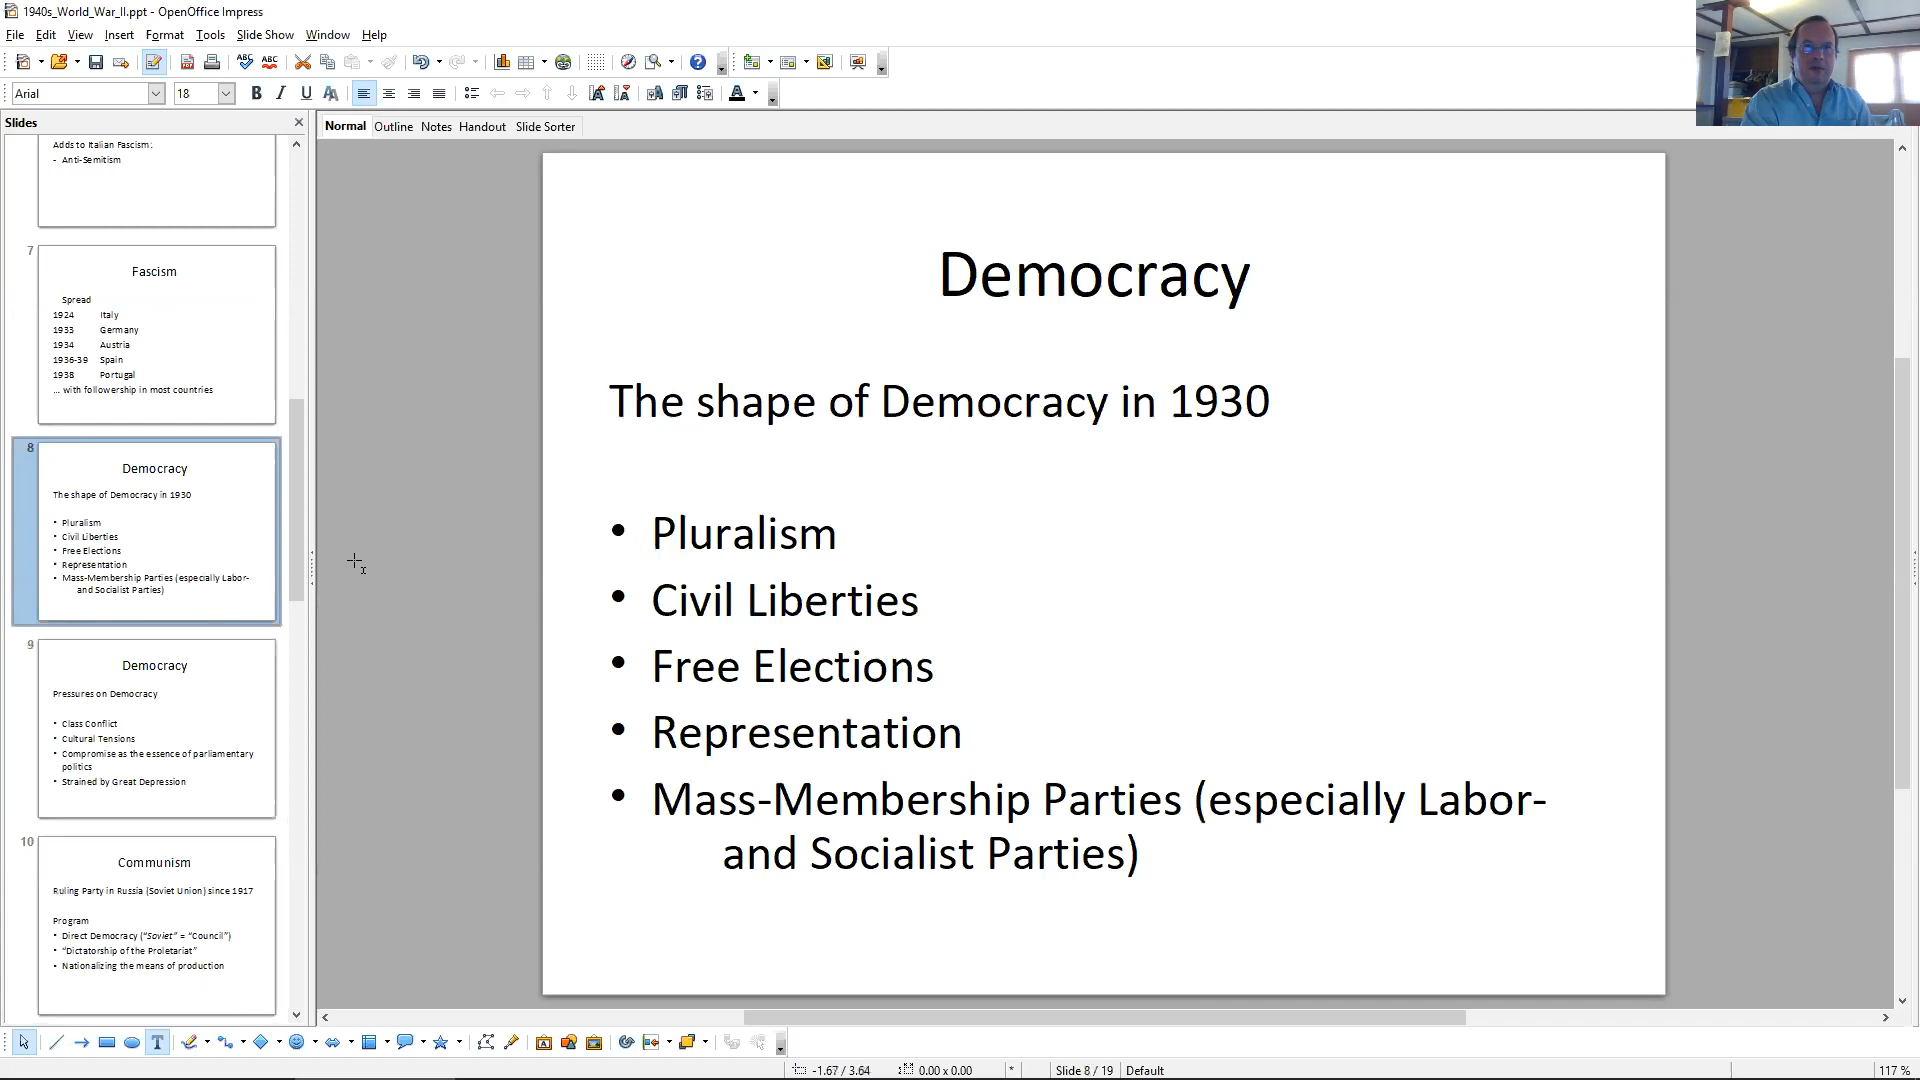 1940s_World_War_II.ppt - OpenOffice Impress
File Edit View Insert Format Tools Slide Show Window Help
Arial 18
Slides
Normal Outline Notes Handout Slide Sorter
Adds to Italian Fascism:
- Anti-Semitism
7
Fascism
Spread
1924 Italy
1933 Germany
1934 Austria
1936-39 Spain
1938 Portugal
... with followership in most countries
8
Democracy
The shape of Democracy in 1930
• Pluralism
• Civil Liberties
• Free Elections
• Representation
• Mass-Membership Parties (especially Labor-
and Socialist Parties)
9
Democracy
Pressures on Democracy
• Class Conflict
• Cultural Tensions
• Compromise as the essence of parliamentary
politics
• Strained by Great Depression
10
Communism
Ruling Party in Russia (Soviet Union) since 1917
Program
• Direct Democracy (“Soviet” = “Council”)
• “Dictatorship of the Proletariat”
• Nationalizing the means of production
Democracy
The shape of Democracy in 1930
• Pluralism
• Civil Liberties
• Free Elections
• Representation
• Mass-Membership Parties (especially Labor-
and Socialist Parties)
-1.67 / 3.64 0.00 x 0.00 * Slide 8 / 19 Default 117 %